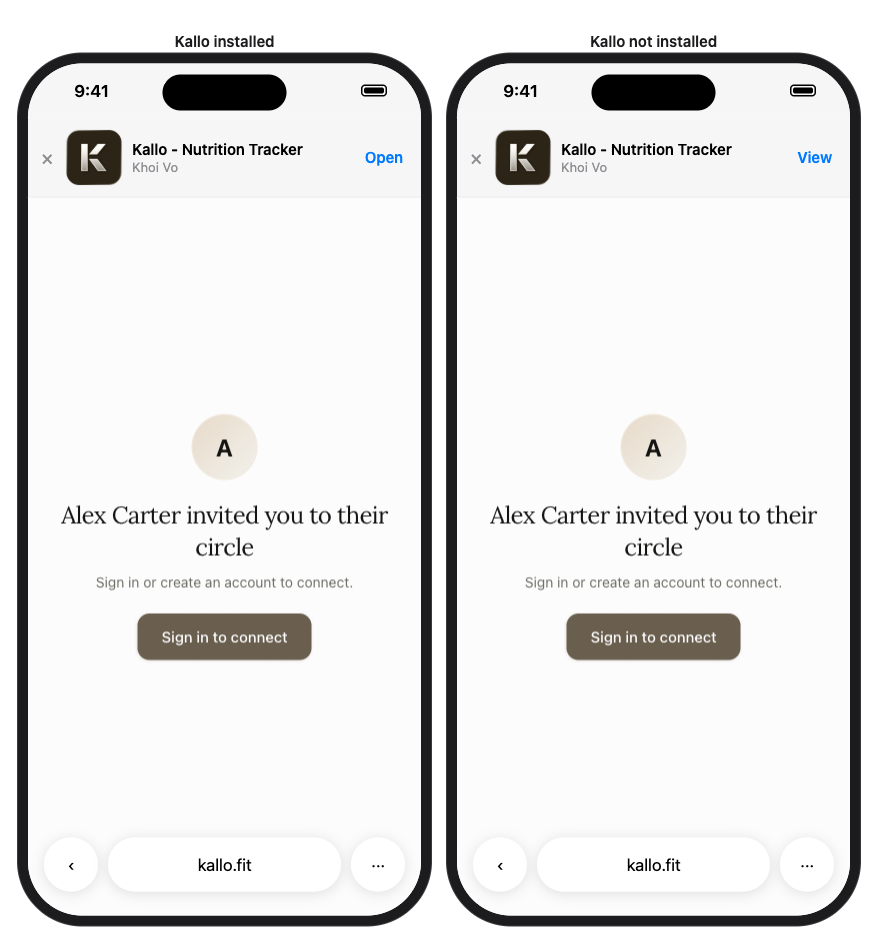 Kallo installed
9:41
× Kallo - Nutrition Tracker Open
Khoi Vo
A
Alex Carter invited you to their
circle
Sign in or create an account to connect.
Sign in to connect
‹ kallo.fit ...
Kallo not installed
9:41
× Kallo - Nutrition Tracker View
Khoi Vo
A
Alex Carter invited you to their
circle
Sign in or create an account to connect.
Sign in to connect
‹ kallo.fit ...